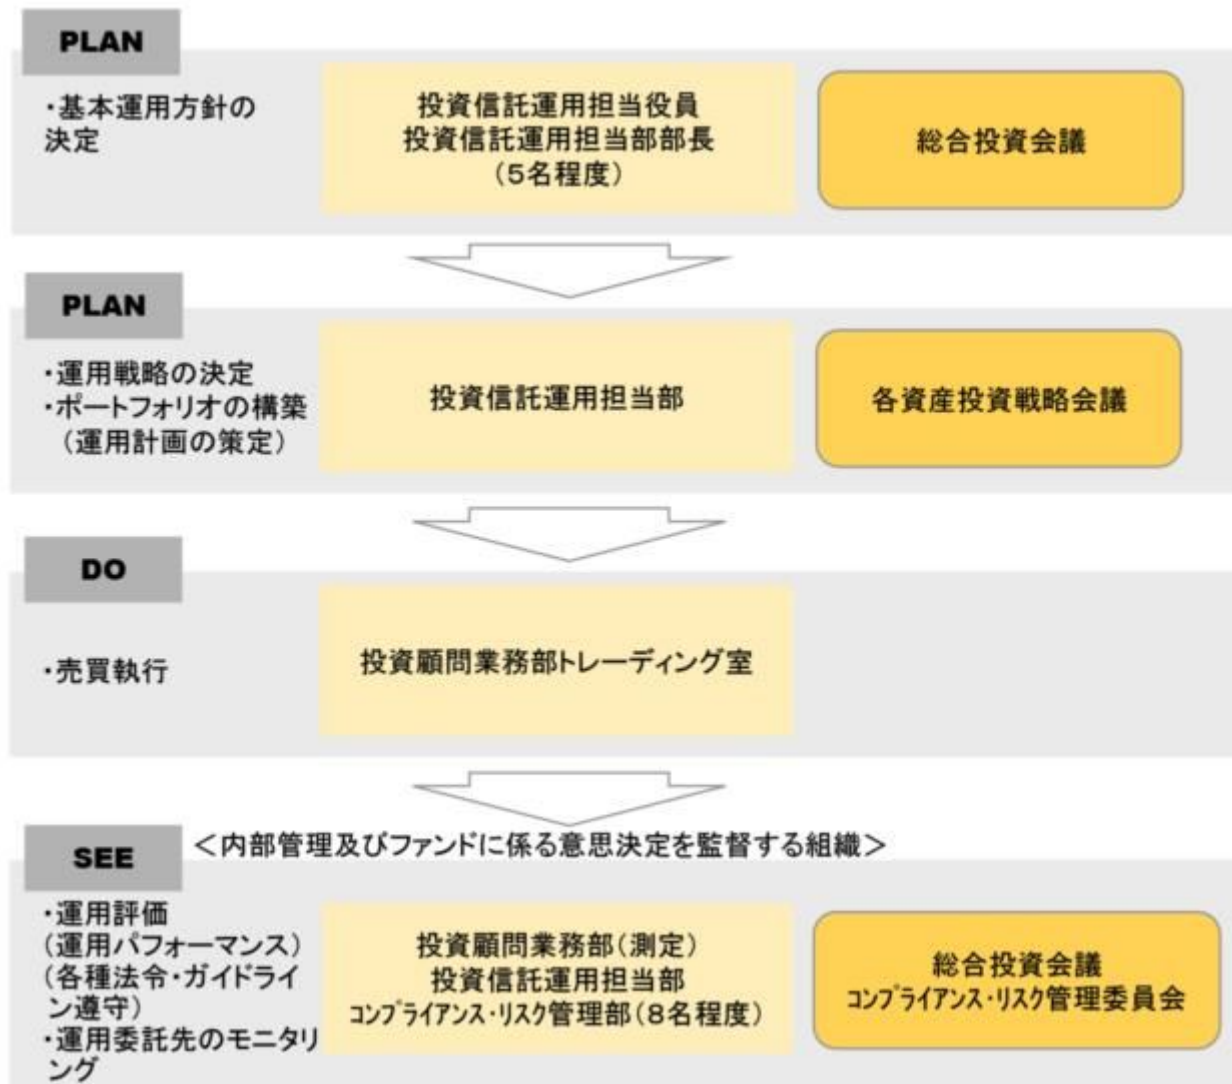 PLAN
・基本運用方針の
決定
投資信託運用担当役員
投資信託運用担当部部長
(5名程度)
総合投資会議
PLAN
・運用戦略の決定
・ポートフォリオの構築
(運用計画の策定)
投資信託運用担当部
各資産投資戦略会議
DO
・売買執行
投資顧問業務部トレーディング室
SEE
＜内部管理及びファンドに係る意思決定を監督する組織＞
・運用評価
(運用パフォーマンス)
(各種法令・ガイドライ
ン遵守)
・運用委託先のモニタリ
ング
投資顧問業務部(測定)
投資信託運用担当部
ｺﾝﾌﾟﾗｲｱﾝｽ・ﾘｽｸ管理部(8名程度)
総合投資会議
ｺﾝﾌﾟﾗｲｱﾝｽ・ﾘｽｸ管理委員会